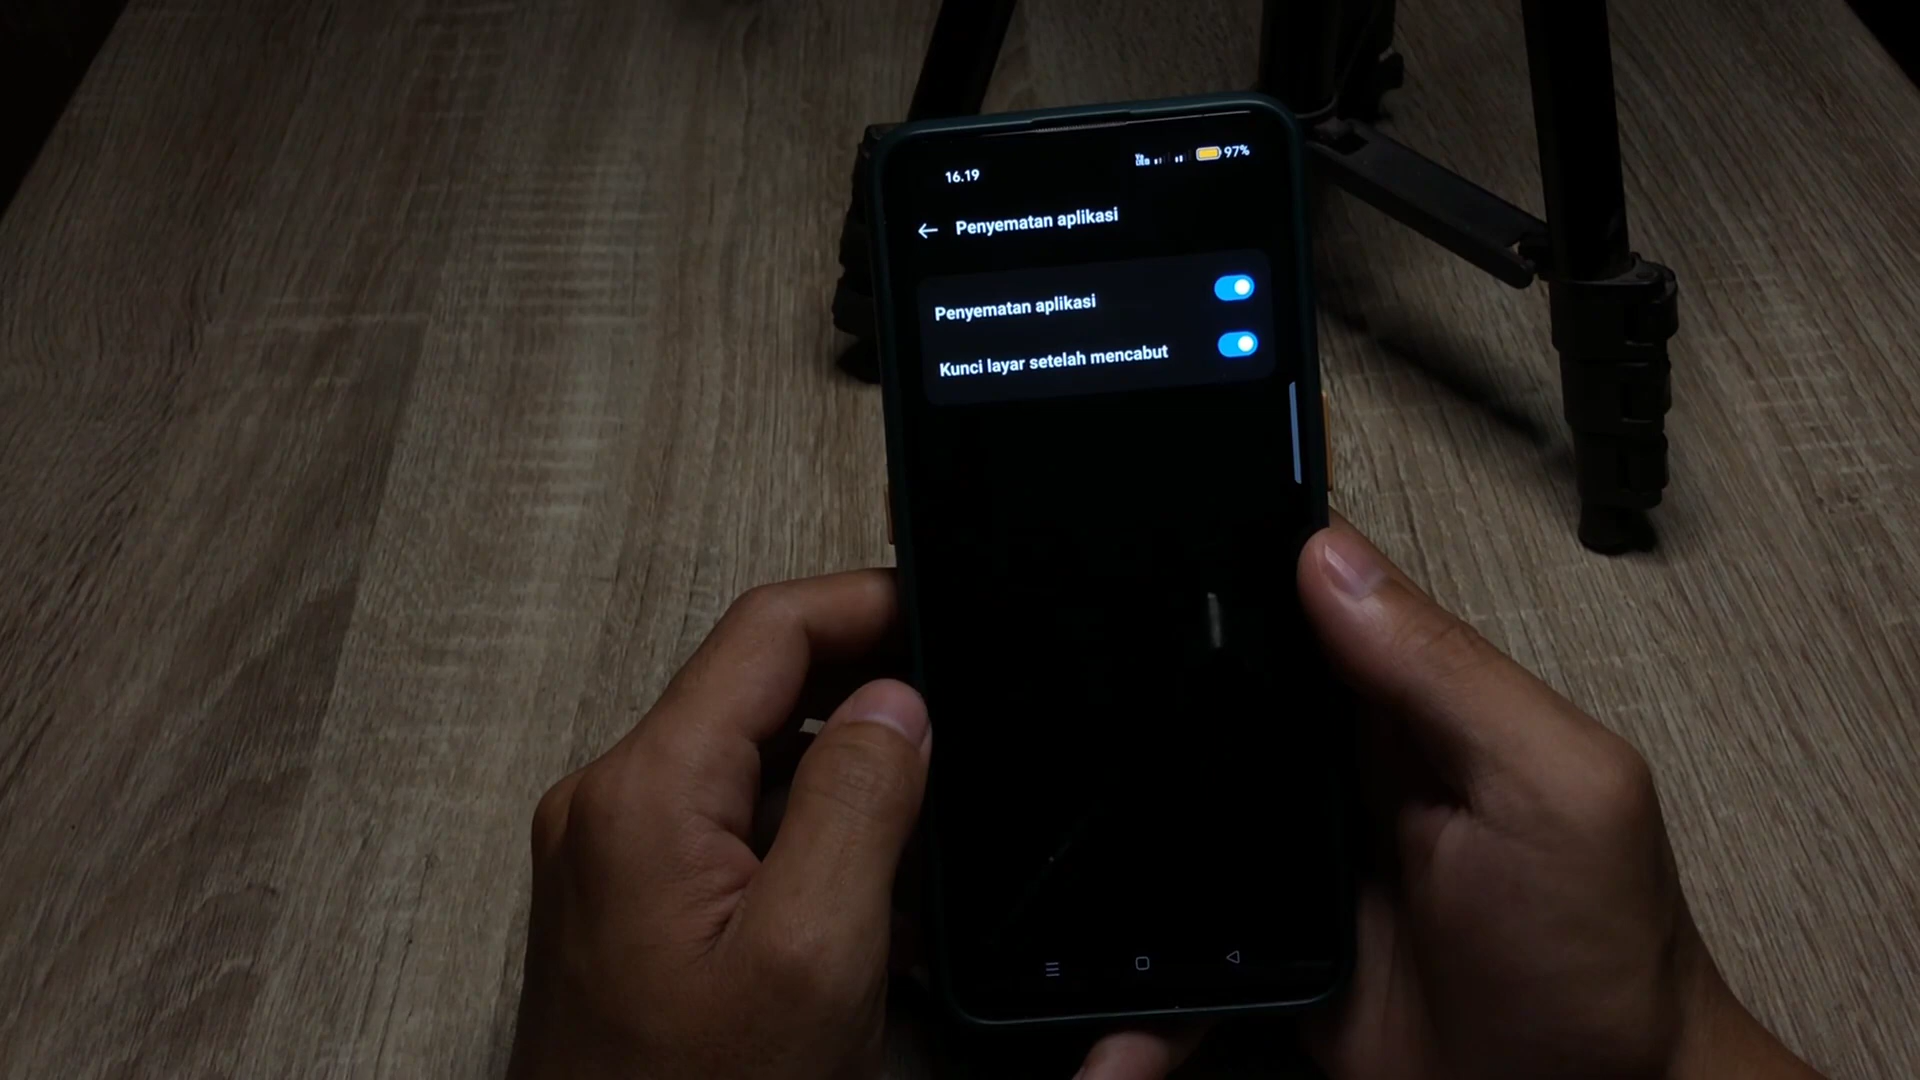 16.19
97%
Penyematan aplikasi
Penyematan aplikasi
Kunci layar setelah mencabut